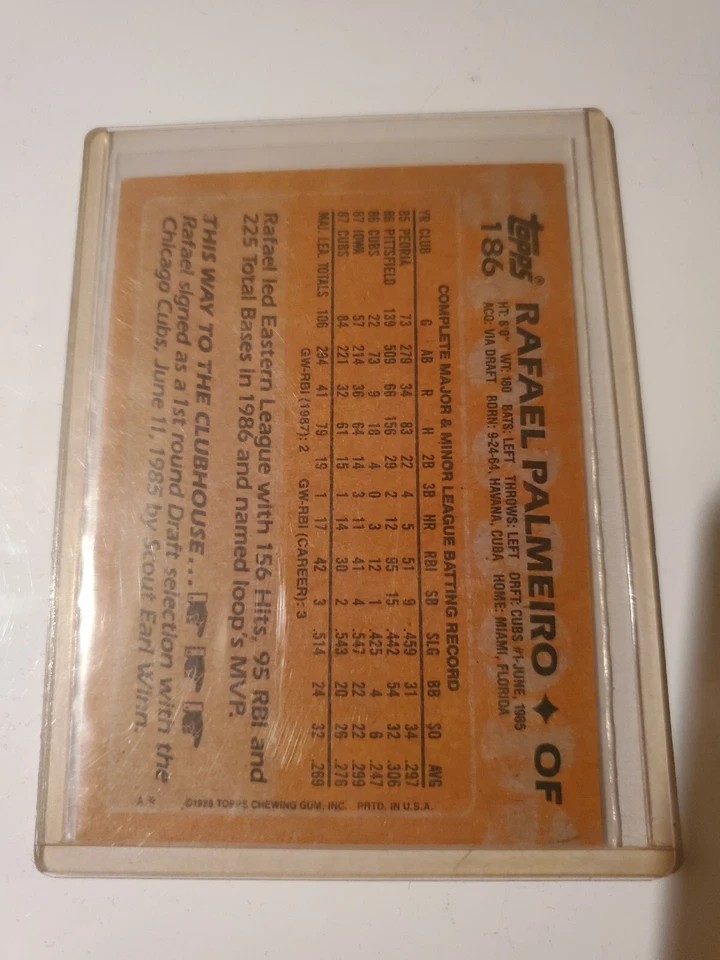 topps® RAFAEL PALMEIRO ✦ OF
186 HT: 6'0" WT: 180 BATS: LEFT THROWS: LEFT DRFT: CUBS #1-JUNE, 1985
ACQ: VIA DRAFT BORN: 9-24-64, HAVANA, CUBA HOME: MIAMI, FLORIDA
COMPLETE MAJOR & MINOR LEAGUE BATTING RECORD
YR CLUB G AB R H 2B 3B HR RBI SB SLG BB SO AVG
85 PEORIA 73 279 34 83 22 4 5 51 9 .459 31 34 .297
86 PITTSFIELD 139 509 66 156 29 2 12 95 15 .442 54 32 .306
86 CUBS 22 73 9 18 4 0 3 12 1 .425 4 6 .247
87 IOWA 57 214 36 64 14 3 11 41 4 .547 22 22 .299
87 CUBS 84 221 32 61 15 1 14 30 2 .543 20 26 .276
MAJ. LEA. TOTALS 106 294 41 79 19 1 17 42 3 .514 24 32 .269
GW-RBI (1987): 2 GW-RBI (CAREER): 3
Rafael led Eastern League with 156 Hits, 95 RBI and
225 Total Bases in 1986 and named loop's MVP.
THIS WAY TO THE CLUBHOUSE...
Rafael signed as a 1st round Draft selection with the
Chicago Cubs, June 11, 1985 by Scout Earl Winn.
A* ©1988 TOPPS CHEWING GUM, INC. PRTD. IN U.S.A.